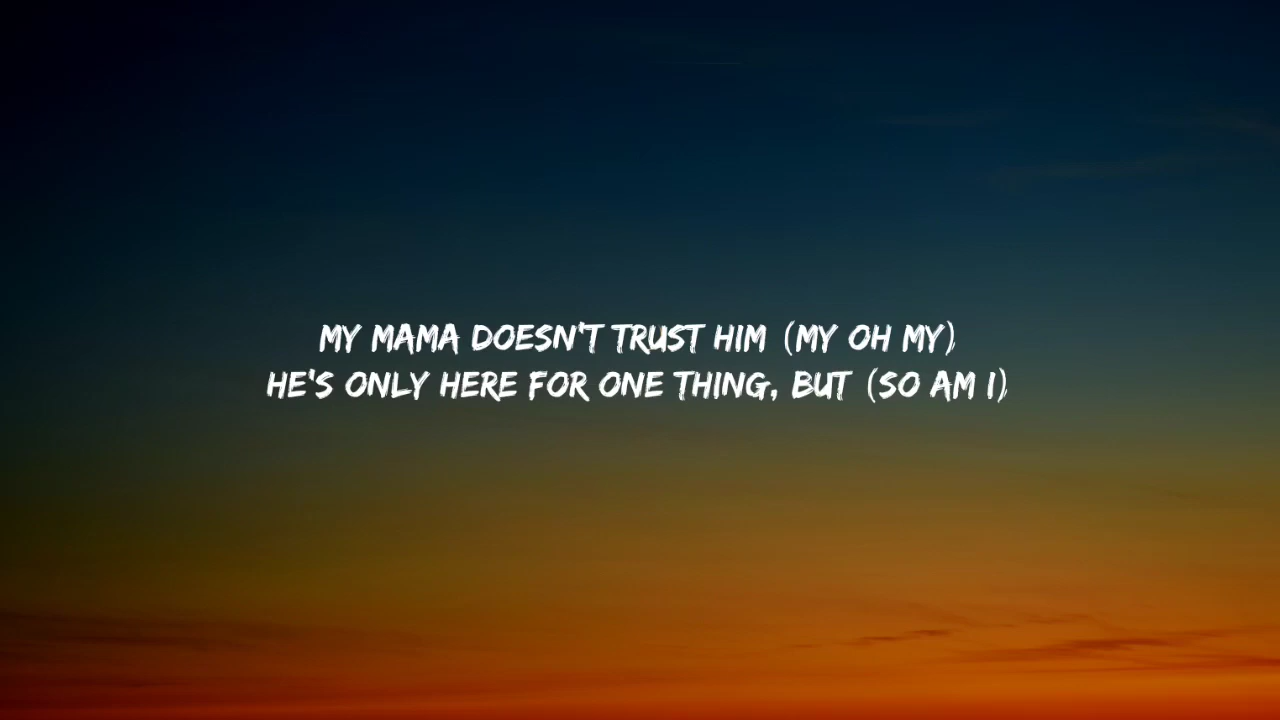 MY MAMA DOESN'T TRUST HIM (MY OH MY)
HE'S ONLY HERE FOR ONE THING, BUT (SO AM I)